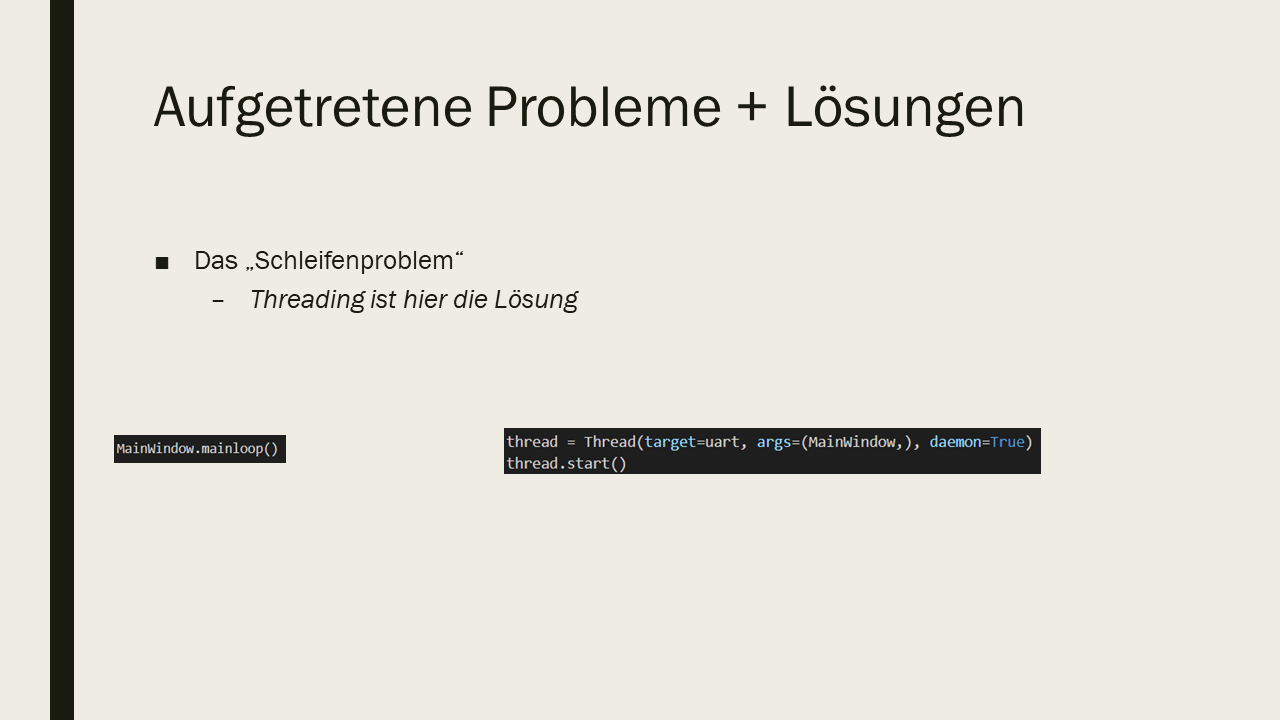 Aufgetretene Probleme + Lösungen
■ Das „Schleifenproblem“
– Threading ist hier die Lösung
MainWindow.mainloop()
thread = Thread(target=uart, args=(MainWindow,), daemon=True)
thread.start()